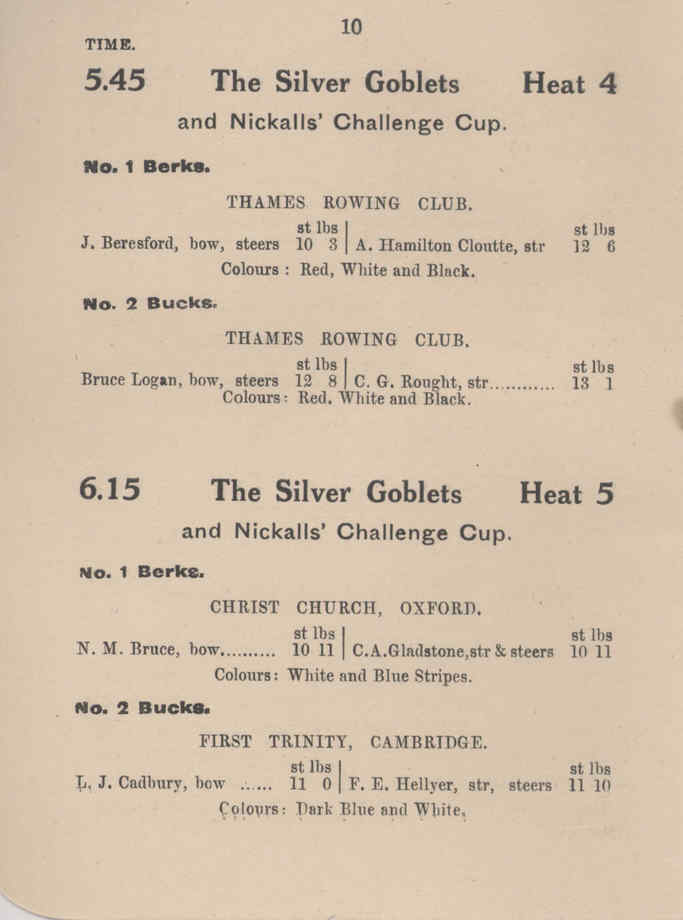 10
TIME.
5.45 The Silver Goblets Heat 4
and Nickalls' Challenge Cup.
No. 1 Berks.
THAMES ROWING CLUB.
st lbs | st lbs
J. Beresford, bow, steers 10 3 | A. Hamilton Cloutte, str 12 6
Colours : Red, White and Black.
No. 2 Bucks.
THAMES ROWING CLUB.
st lbs | st lbs
Bruce Logan, bow, steers 12 8 | C. G. Rought, str............ 13 1
Colours: Red. White and Black.
6.15 The Silver Goblets Heat 5
and Nickalls' Challenge Cup.
No. 1 Berks.
CHRIST CHURCH, OXFORD.
st lbs | st lbs
N. M. Bruce, bow.......... 10 11 | C.A.Gladstone,str & steers 10 11
Colours: White and Blue Stripes.
No. 2 Bucks.
FIRST TRINITY, CAMBRIDGE.
st lbs | st lbs
L. J. Cadbury, bow ...... 11 0 | F. E. Hellyer, str, steers 11 10
Colours: Dark Blue and White,